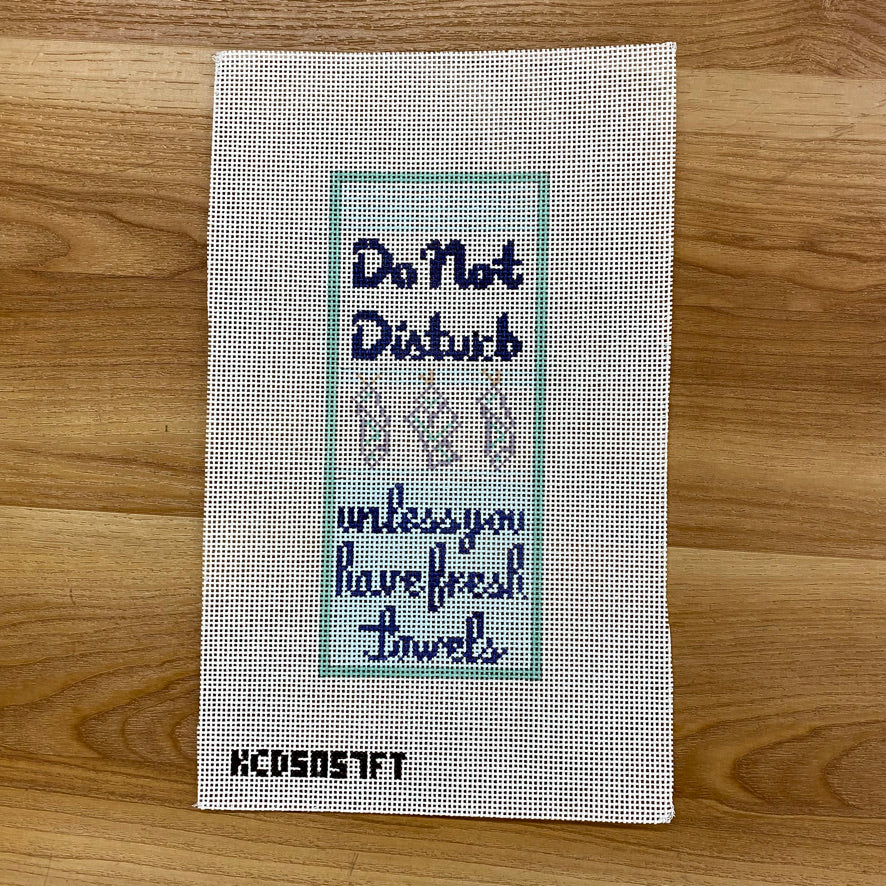 Do Not
Disturb
unless you
have fresh
towels
KCDS057FT